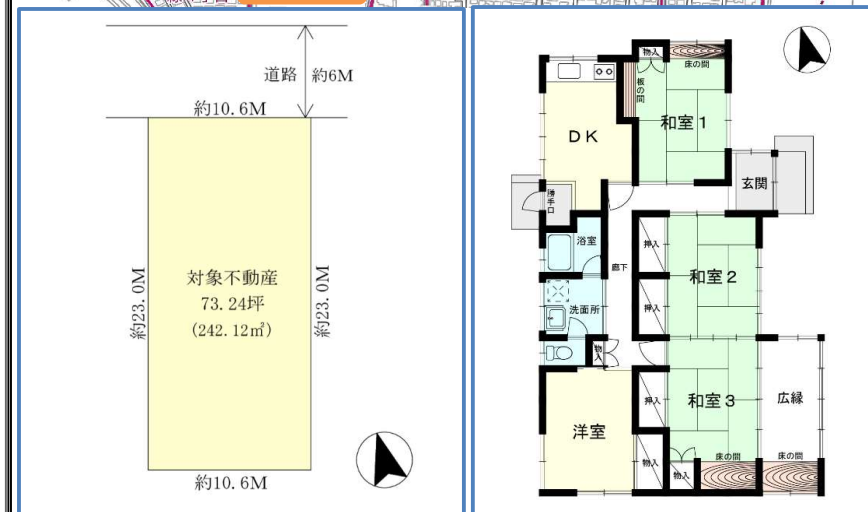 道路 約6M
約10.6M
約23.0M
対象不動産
73.24坪
(242.12㎡)
約23.0M
約10.6M
物入
床の間
板の間
和室1
DK
玄関
勝手口
浴室
押入
廊下
和室2
洗面所
押入
物入
押入
和室3
広縁
洋室
物入
物入
床の間
床の間